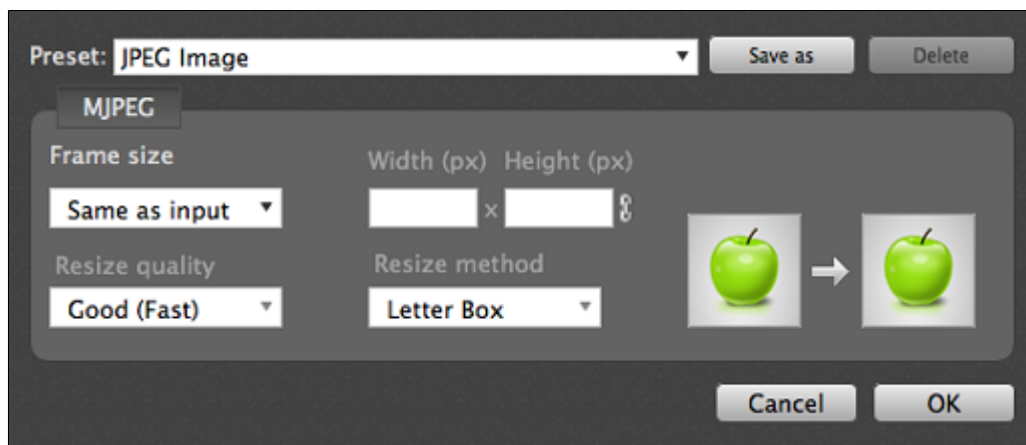 Preset: JPEG Image Save as Delete
MJPEG
Frame size Width (px) Height (px)
Same as input x
Resize quality Resize method
Good (Fast) Letter Box
Cancel OK